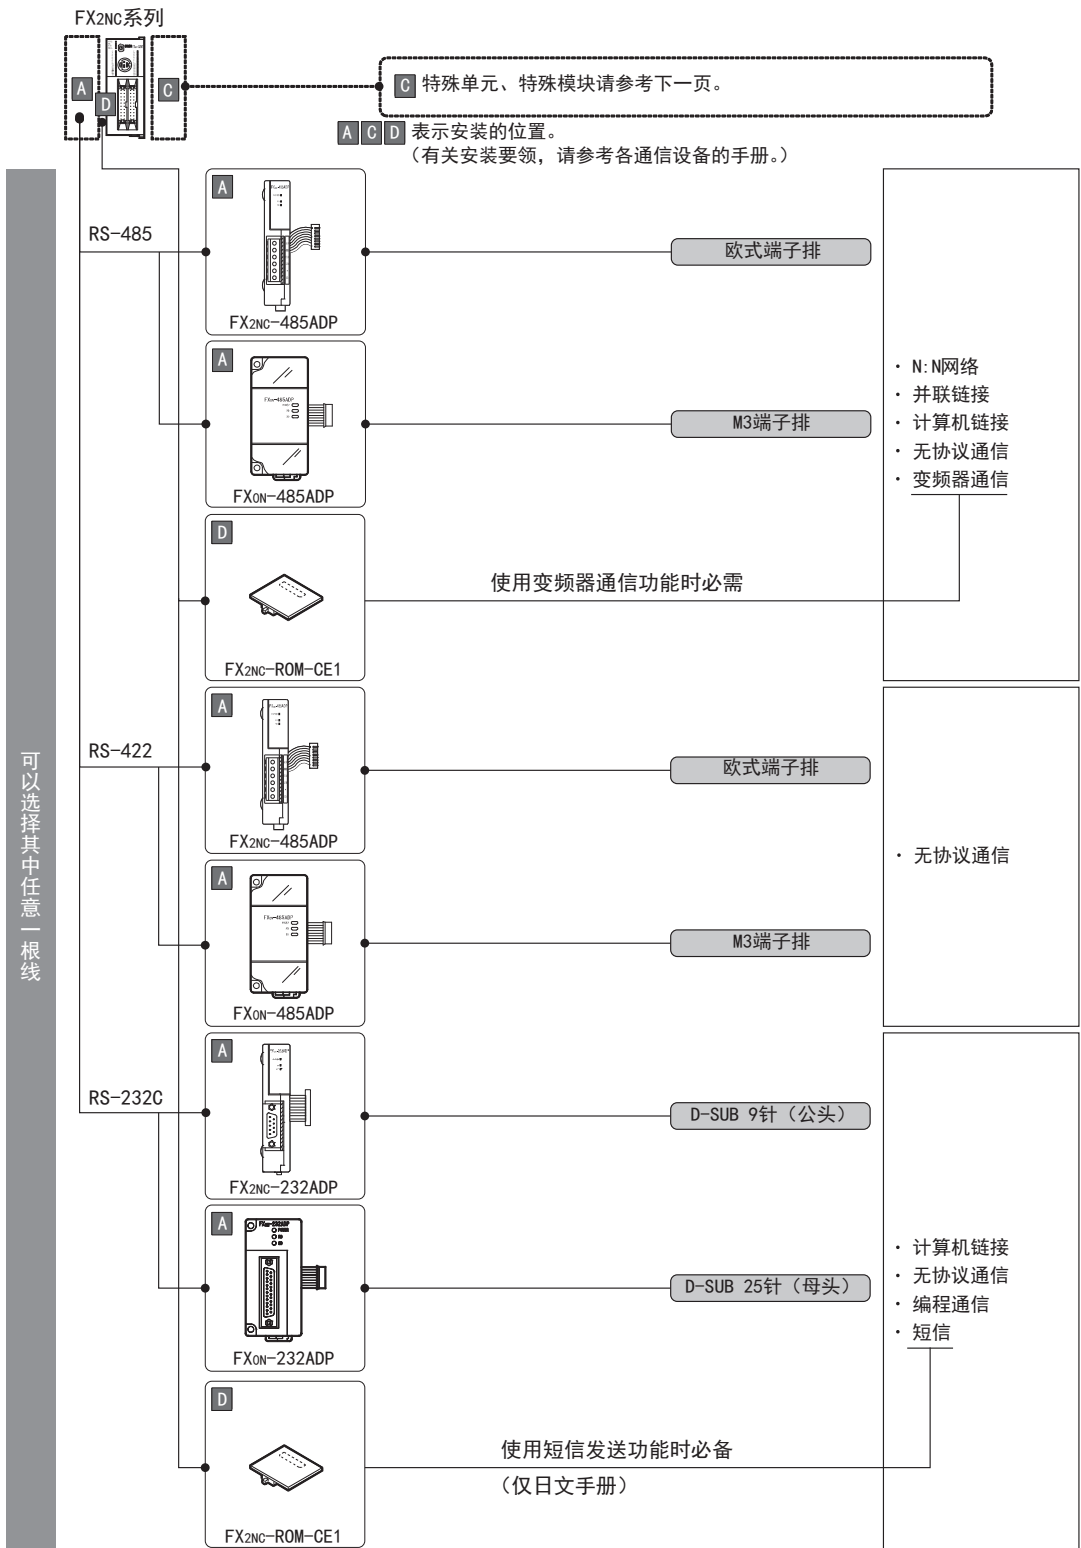 FX2NC系列
A
D
C
C 特殊单元、特殊模块请参考下一页。
A C D 表示安装的位置。
（有关安装要领，请参考各通信设备的手册。）
可以选择其中任意一根线
RS-485
A
FX2NC-485ADP
欧式端子排
A
FX0N-485ADP
M3端子排
D
FX2NC-ROM-CE1
使用变频器通信功能时必需
· N:N网络
· 并联链接
· 计算机链接
· 无协议通信
· 变频器通信
RS-422
A
FX2NC-485ADP
欧式端子排
A
FX0N-485ADP
M3端子排
· 无协议通信
RS-232C
A
FX2NC-232ADP
D-SUB 9针（公头）
A
FX0N-232ADP
D-SUB 25针（母头）
D
FX2NC-ROM-CE1
使用短信发送功能时必备
（仅日文手册）
· 计算机链接
· 无协议通信
· 编程通信
· 短信